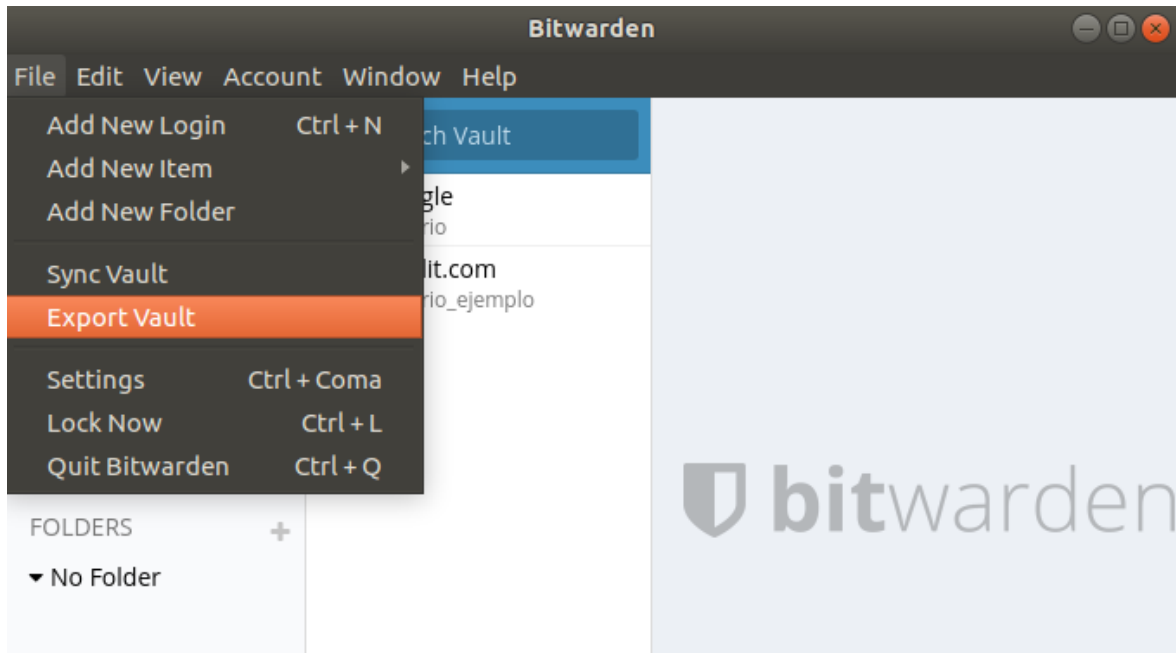 Bitwarden
File Edit View Account Window Help
Add New Login Ctrl + N
Add New Item
Add New Folder
Sync Vault
Export Vault
Settings Ctrl + Coma
Lock Now Ctrl + L
Quit Bitwarden Ctrl + Q
ch Vault
gle
rio
lit.com
rio_ejemplo
FOLDERS +
No Folder
bitwarden